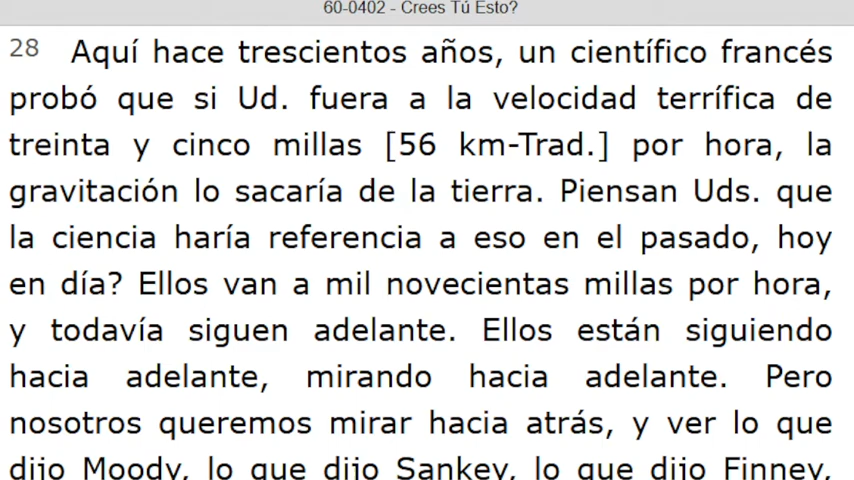 60-0402 - Crees Tú Esto?
28 Aquí hace trescientos años, un científico francés
probó que si Ud. fuera a la velocidad terrífica de
treinta y cinco millas [56 km-Trad.] por hora, la
gravitación lo sacaría de la tierra. Piensan Uds. que
la ciencia haría referencia a eso en el pasado, hoy
en día? Ellos van a mil novecientas millas por hora,
y todavía siguen adelante. Ellos están siguiendo
hacia adelante, mirando hacia adelante. Pero
nosotros queremos mirar hacia atrás, y ver lo que
dijo Moody, lo que dijo Sankey, lo que dijo Finney,